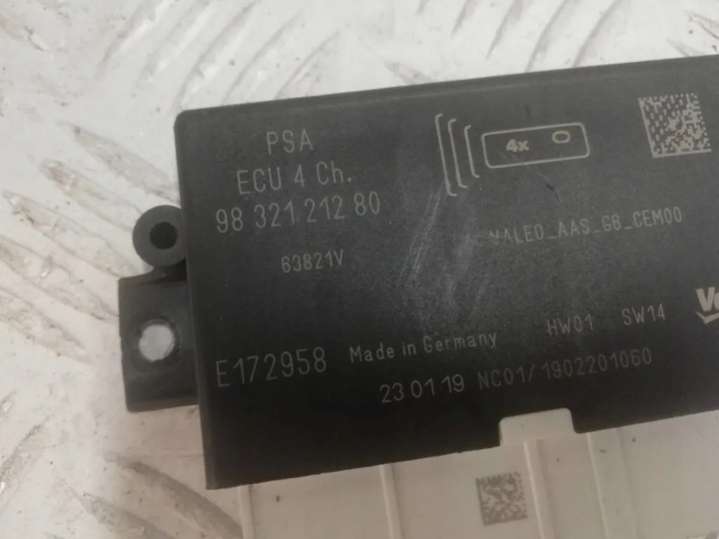 PSA
ECU 4 Ch.
98 321 212 80
63821V
4x
VALEO_AAS_G6_CEM00
HW01 SW14
E172958 Made in Germany
23 01 19 NC01/1902201060